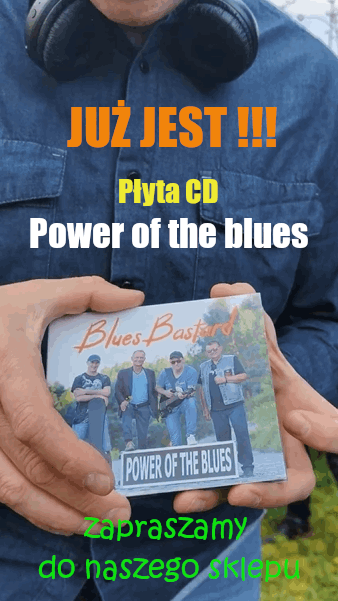 JUŻ JEST !!!
Płyta CD
Power of the blues
Blues Bastard
POWER OF THE BLUES
zapraszamy
do naszego sklepu